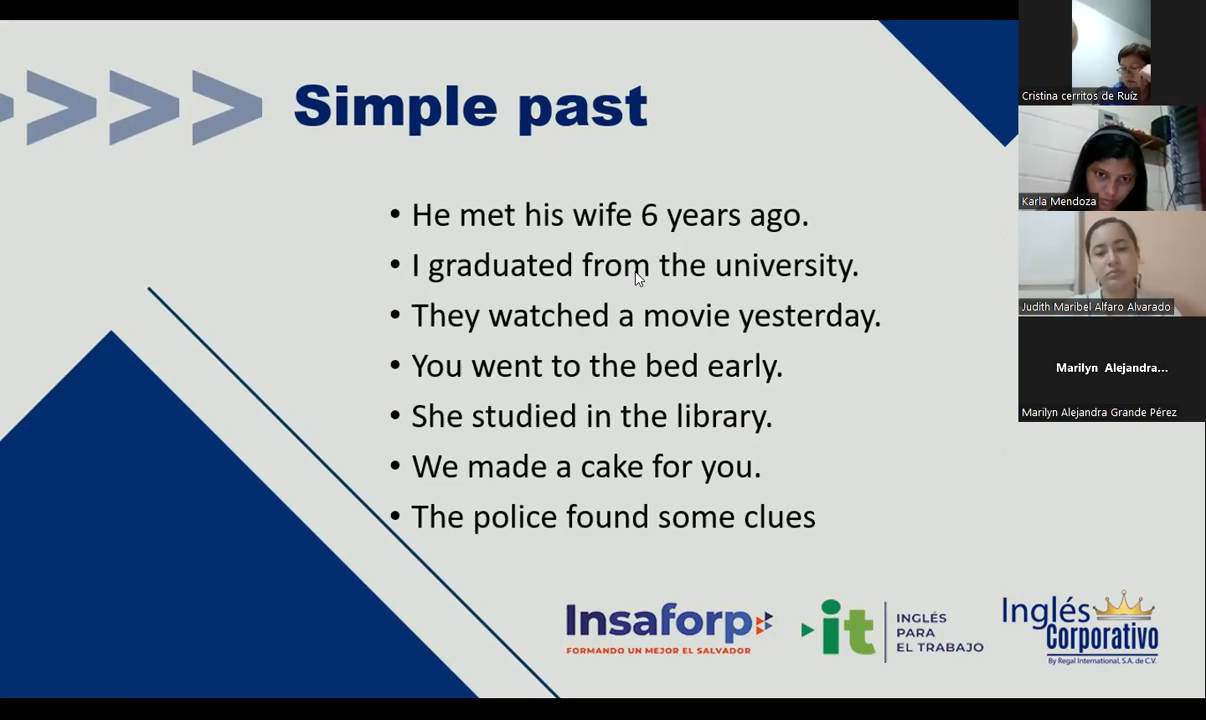 Simple past
• He met his wife 6 years ago.
• I graduated from the university.
• They watched a movie yesterday.
• You went to the bed early.
• She studied in the library.
• We made a cake for you.
• The police found some clues
Insaforp
FORMANDO UN MEJOR EL SALVADOR
it
INGLÉS
PARA
EL TRABAJO
Inglés
Corporativo
By Regal International, S.A. de C.V.
Cristina cerritos de Ruíz
Karla Mendoza
Judith Maribel Alfaro Alvarado
Marilyn Alejandra...
Marilyn Alejandra Grande Pérez